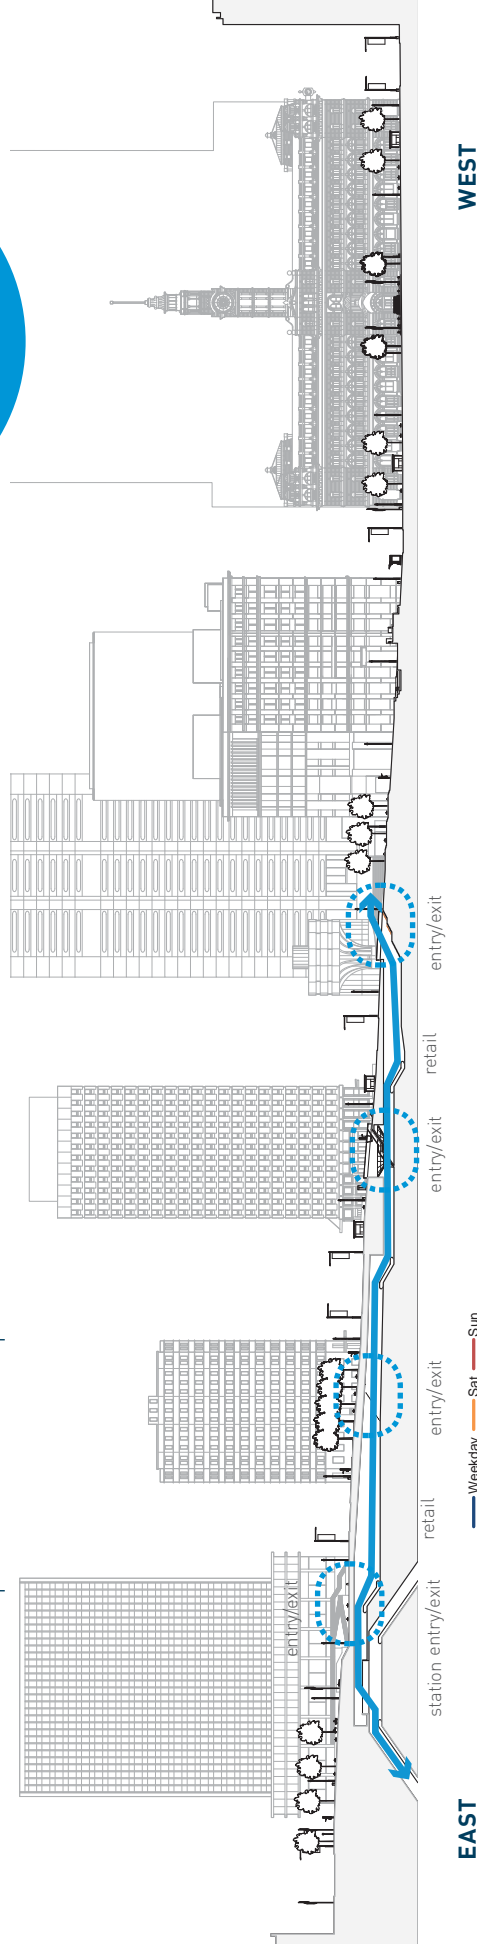 entry/exit
station entry/exit
retail
entry/exit
entry/exit
retail
entry/exit
EAST
Weekday Sat Sun
WEST